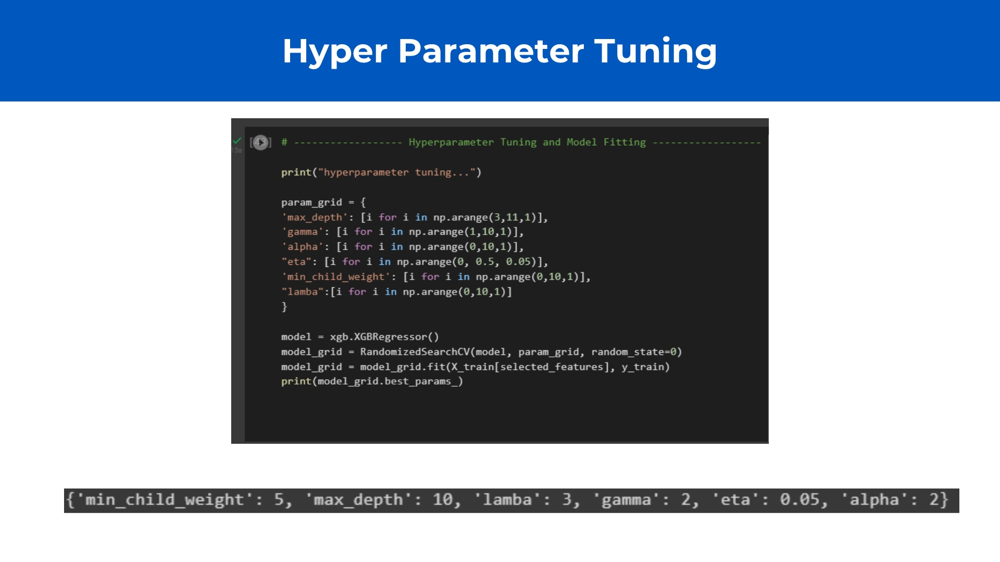 Hyper Parameter Tuning
[43] # ------------------ Hyperparameter Tuning and Model Fitting ------------------
15s
print("hyperparameter tuning...")
param_grid = {
'max_depth': [i for i in np.arange(3,11,1)],
'gamma': [i for i in np.arange(1,10,1)],
'alpha': [i for i in np.arange(0,10,1)],
"eta": [i for i in np.arange(0, 0.5, 0.05)],
'min_child_weight': [i for i in np.arange(0,10,1)],
"lamba":[i for i in np.arange(0,10,1)]
}
model = xgb.XGBRegressor()
model_grid = RandomizedSearchCV(model, param_grid, random_state=0)
model_grid = model_grid.fit(X_train[selected_features], y_train)
print(model_grid.best_params_)
{'min_child_weight': 5, 'max_depth': 10, 'lamba': 3, 'gamma': 2, 'eta': 0.05, 'alpha': 2}